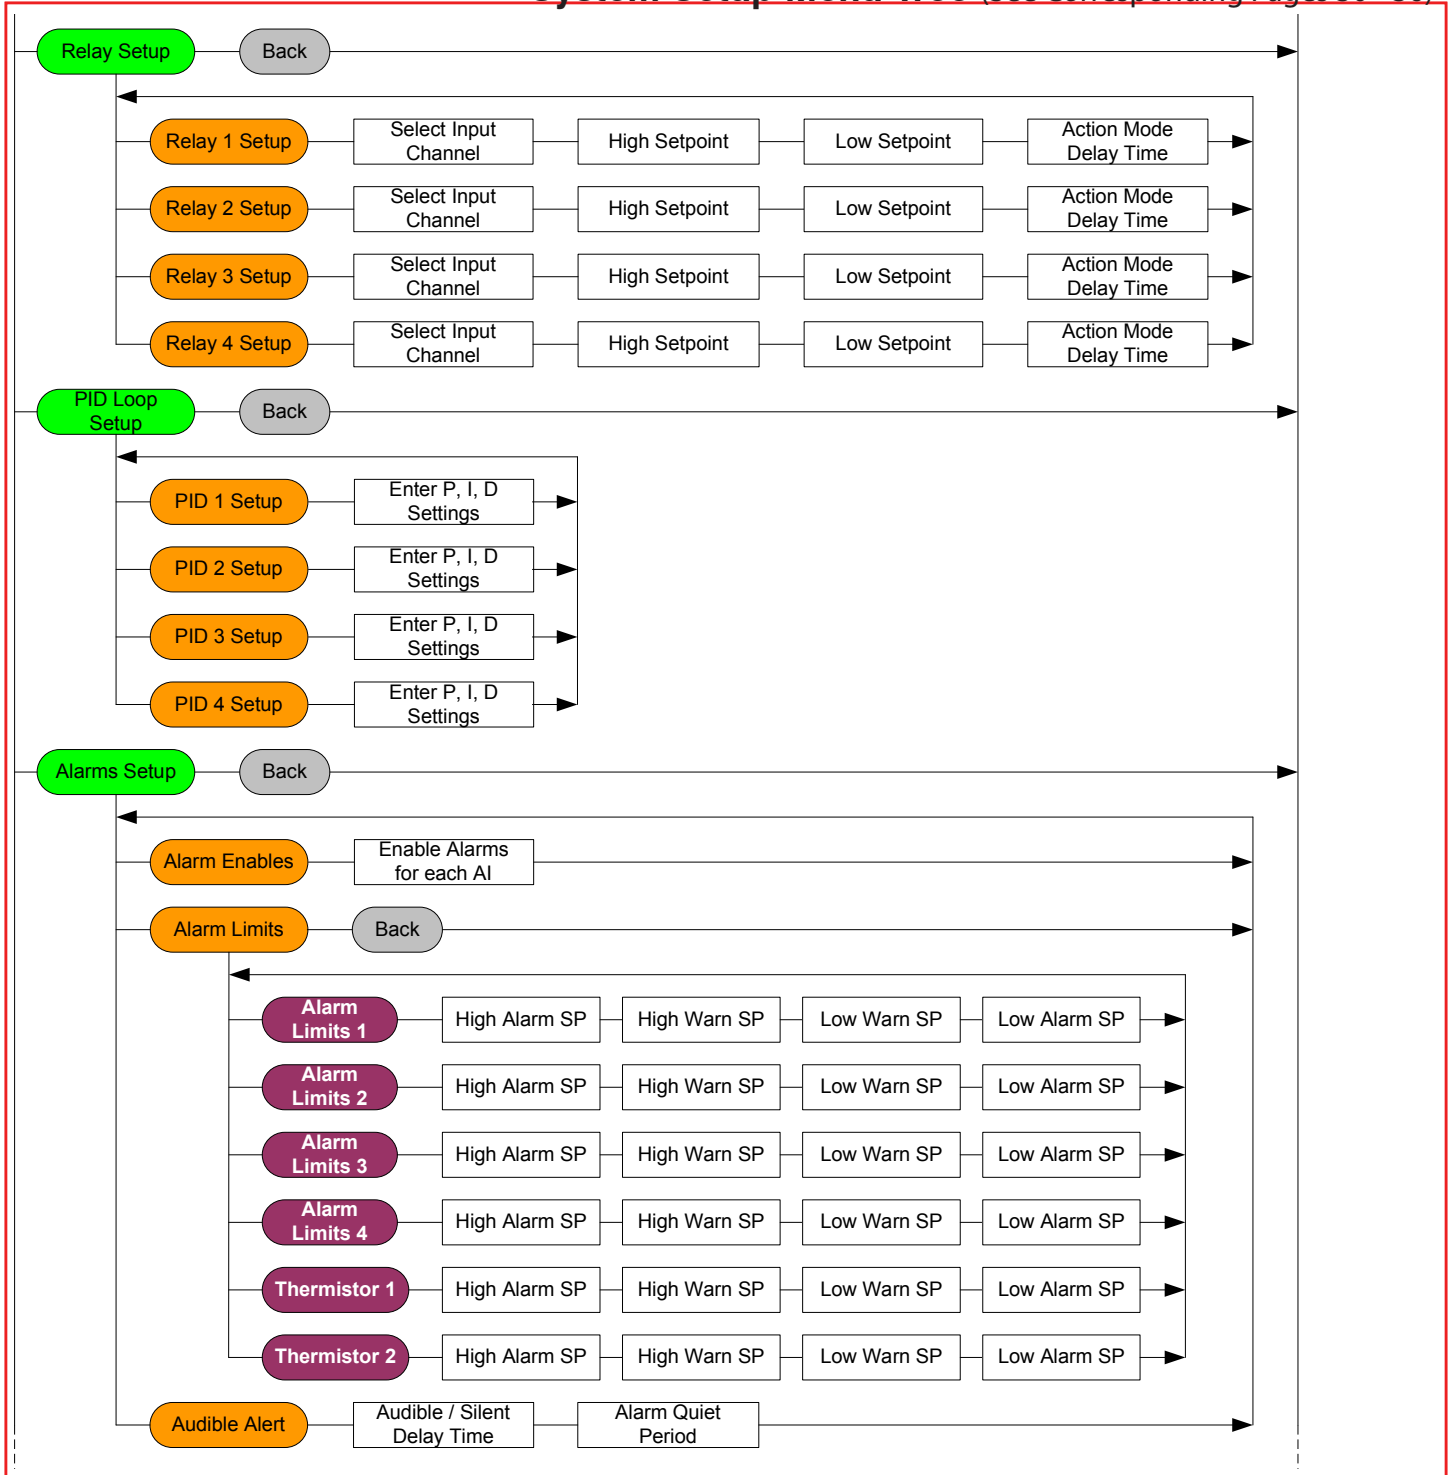 System Setup Menu Tree (See Corresponding Pages 30 - 36)
Relay Setup Back
Relay 1 Setup Select Input Channel High Setpoint Low Setpoint Action Mode Delay Time
Relay 2 Setup Select Input Channel High Setpoint Low Setpoint Action Mode Delay Time
Relay 3 Setup Select Input Channel High Setpoint Low Setpoint Action Mode Delay Time
Relay 4 Setup Select Input Channel High Setpoint Low Setpoint Action Mode Delay Time
PID Loop Setup Back
PID 1 Setup Enter P, I, D Settings
PID 2 Setup Enter P, I, D Settings
PID 3 Setup Enter P, I, D Settings
PID 4 Setup Enter P, I, D Settings
Alarms Setup Back
Alarm Enables Enable Alarms for each AI
Alarm Limits Back
Alarm Limits 1 High Alarm SP High Warn SP Low Warn SP Low Alarm SP
Alarm Limits 2 High Alarm SP High Warn SP Low Warn SP Low Alarm SP
Alarm Limits 3 High Alarm SP High Warn SP Low Warn SP Low Alarm SP
Alarm Limits 4 High Alarm SP High Warn SP Low Warn SP Low Alarm SP
Thermistor 1 High Alarm SP High Warn SP Low Warn SP Low Alarm SP
Thermistor 2 High Alarm SP High Warn SP Low Warn SP Low Alarm SP
Audible Alert Audible / Silent Delay Time Alarm Quiet Period